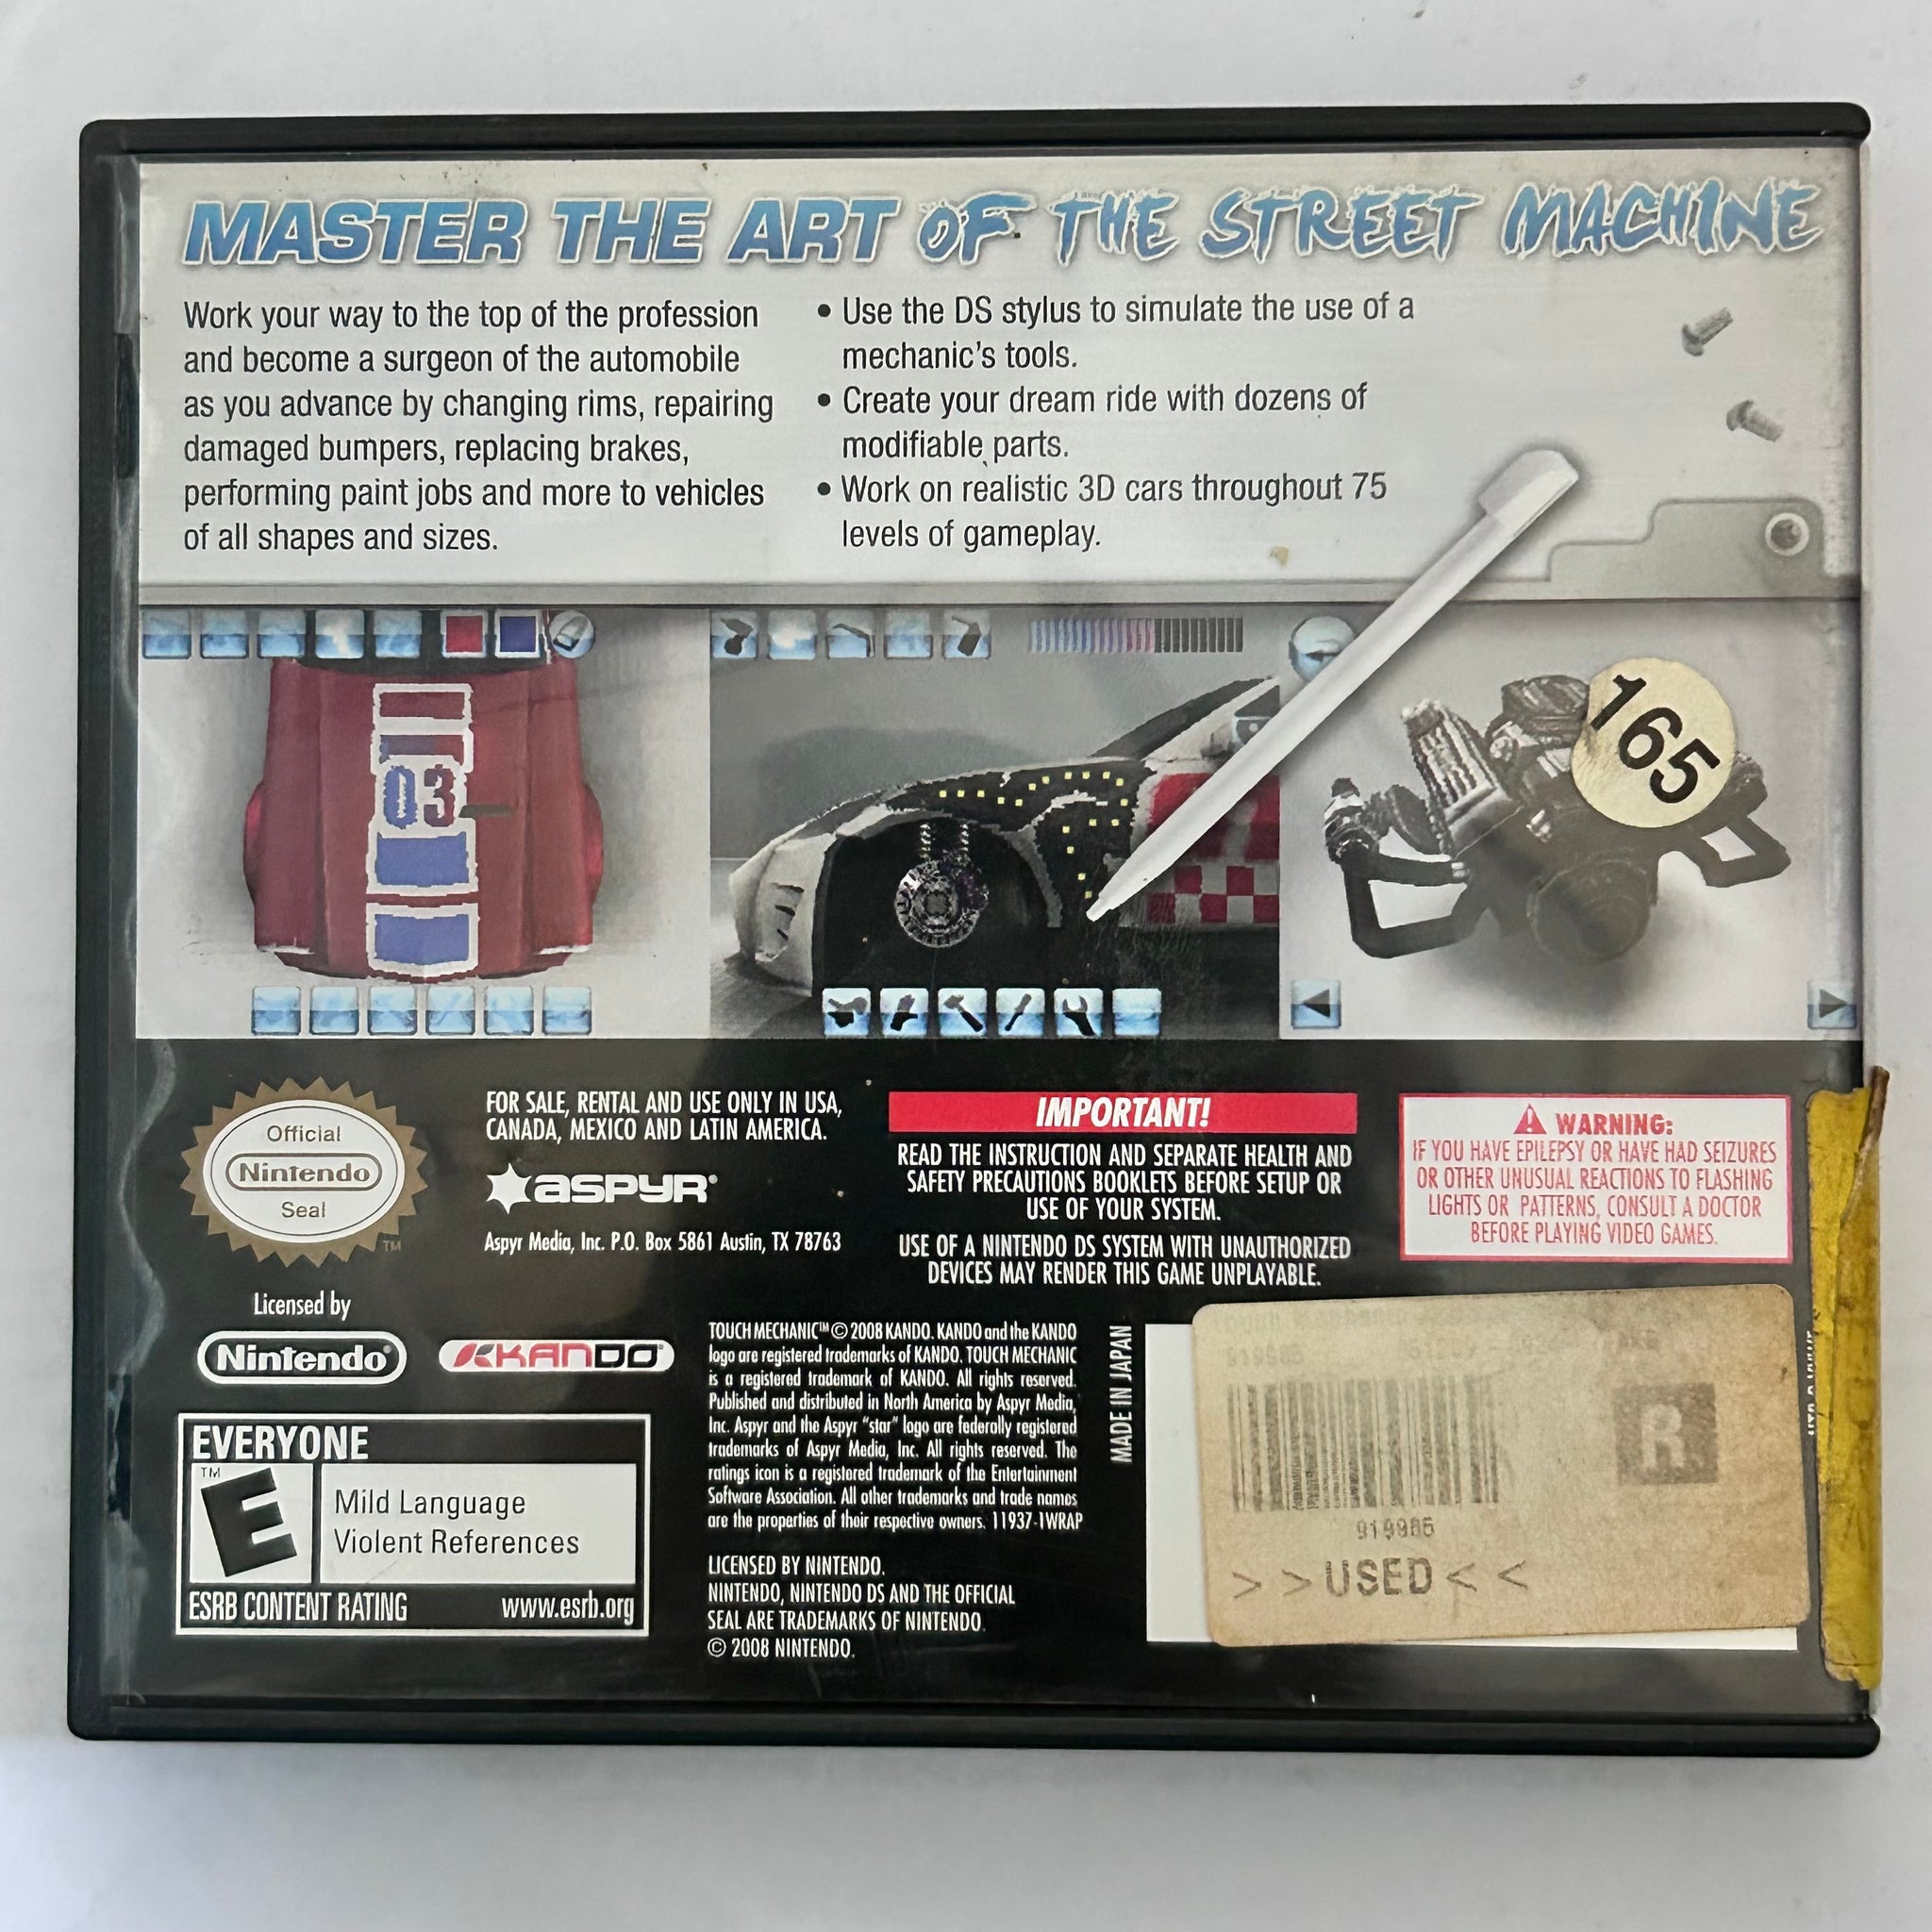 MASTER THE ART OF THE STREET MACHINE
Work your way to the top of the profession
and become a surgeon of the automobile
as you advance by changing rims, repairing
damaged bumpers, replacing brakes,
performing paint jobs and more to vehicles
of all shapes and sizes.
• Use the DS stylus to simulate the use of a
mechanic's tools.
• Create your dream ride with dozens of
modifiable parts.
• Work on realistic 3D cars throughout 75
levels of gameplay.
03
165
Official
Nintendo
Seal
TM
FOR SALE, RENTAL AND USE ONLY IN USA,
CANADA, MEXICO AND LATIN AMERICA.
ASPYR®
Aspyr Media, Inc. P.O. Box 5861 Austin, TX 78763
IMPORTANT!
READ THE INSTRUCTION AND SEPARATE HEALTH AND
SAFETY PRECAUTIONS BOOKLETS BEFORE SETUP OR
USE OF YOUR SYSTEM.
USE OF A NINTENDO DS SYSTEM WITH UNAUTHORIZED
DEVICES MAY RENDER THIS GAME UNPLAYABLE.
WARNING:
IF YOU HAVE EPILEPSY OR HAVE HAD SEIZURES
OR OTHER UNUSUAL REACTIONS TO FLASHING
LIGHTS OR PATTERNS, CONSULT A DOCTOR
BEFORE PLAYING VIDEO GAMES.
Licensed by
Nintendo®
KANDO®
EVERYONE
TM
E
Mild Language
Violent References
ESRB CONTENT RATING www.esrb.org
TOUCH MECHANIC™ © 2008 KANDO. KANDO and the KANDO
logo are registered trademarks of KANDO. TOUCH MECHANIC
is a registered trademark of KANDO. All rights reserved.
Published and distributed in North America by Aspyr Media,
Inc. Aspyr and the Aspyr "star" logo are federally registered
trademarks of Aspyr Media, Inc. All rights reserved. The
ratings icon is a registered trademark of the Entertainment
Software Association. All other trademarks and trade names
are the properties of their respective owners. 11937-1WRAP
LICENSED BY NINTENDO.
NINTENDO, NINTENDO DS AND THE OFFICIAL
SEAL ARE TRADEMARKS OF NINTENDO.
© 2008 NINTENDO.
MADE IN JAPAN
R
919985
>>USED<<